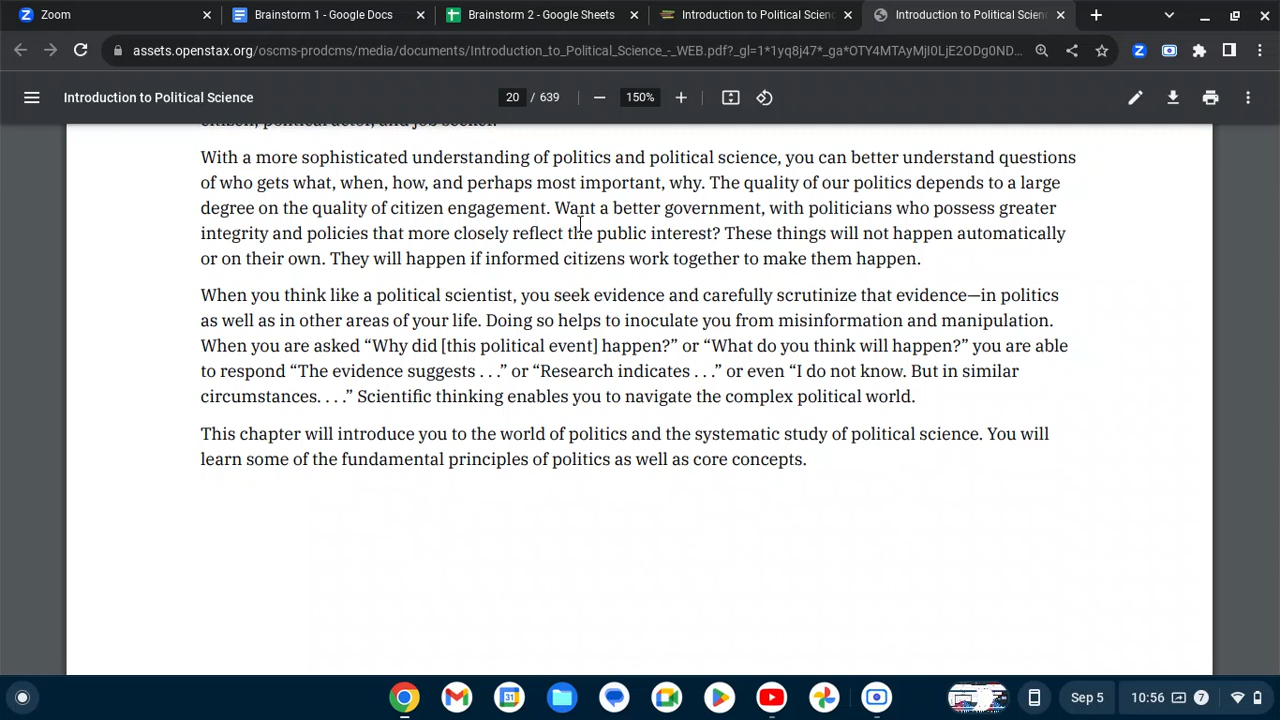 Zoom
Brainstorm 1 - Google Docs
Brainstorm 2 - Google Sheets
Introduction to Political Scienc
Introduction to Political Scien
assets.openstax.org/oscms-prodcms/media/documents/Introduction_to_Political_Science_-_WEB.pdf?_gl=1*1yq8j47*_ga*OTY4MTAyMjI0LjE2ODg0ND...
Introduction to Political Science
20 / 639
150%
citizen, political actor, and job seeker.
With a more sophisticated understanding of politics and political science, you can better understand questions
of who gets what, when, how, and perhaps most important, why. The quality of our politics depends to a large
degree on the quality of citizen engagement. Want a better government, with politicians who possess greater
integrity and policies that more closely reflect the public interest? These things will not happen automatically
or on their own. They will happen if informed citizens work together to make them happen.
When you think like a political scientist, you seek evidence and carefully scrutinize that evidence—in politics
as well as in other areas of your life. Doing so helps to inoculate you from misinformation and manipulation.
When you are asked “Why did [this political event] happen?” or “What do you think will happen?” you are able
to respond “The evidence suggests . . .” or “Research indicates . . .” or even “I do not know. But in similar
circumstances. . . .” Scientific thinking enables you to navigate the complex political world.
This chapter will introduce you to the world of politics and the systematic study of political science. You will
learn some of the fundamental principles of politics as well as core concepts.
31
Sep 5
10:56
7